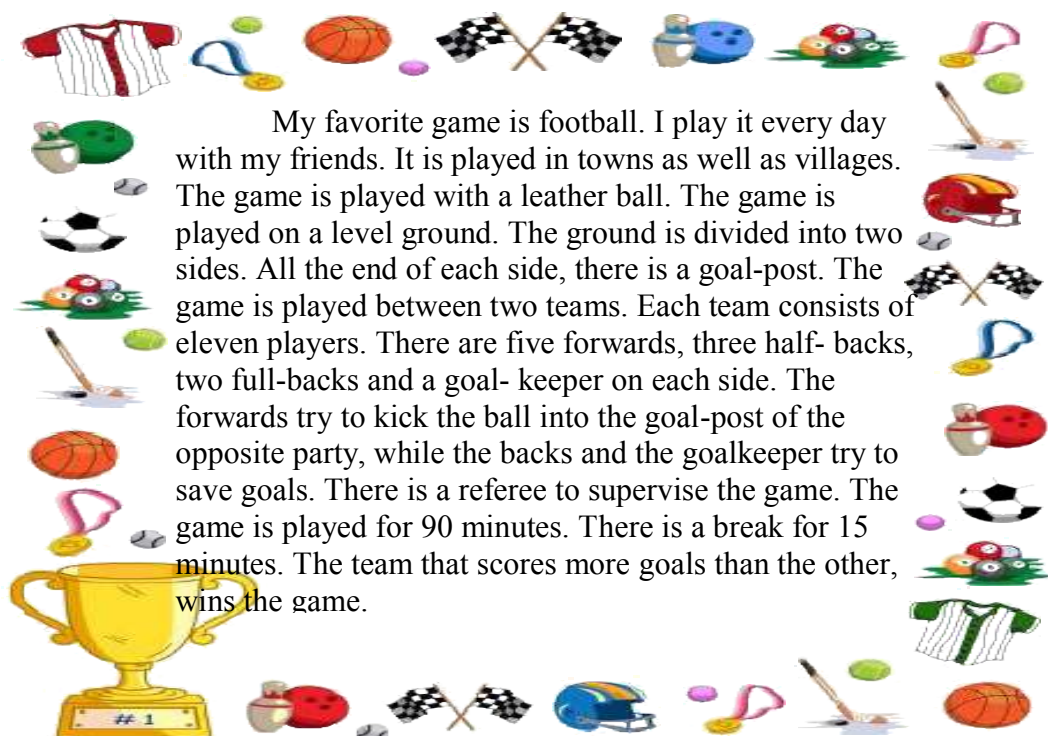 My favorite game is football. I play it every day
with my friends. It is played in towns as well as villages.
The game is played with a leather ball. The game is
played on a level ground. The ground is divided into two
sides. All the end of each side, there is a goal-post. The
game is played between two teams. Each team consists of
eleven players. There are five forwards, three half- backs,
two full-backs and a goal- keeper on each side. The
forwards try to kick the ball into the goal-post of the
opposite party, while the backs and the goalkeeper try to
save goals. There is a referee to supervise the game. The
game is played for 90 minutes. There is a break for 15
minutes. The team that scores more goals than the other,
wins the game.
# 1